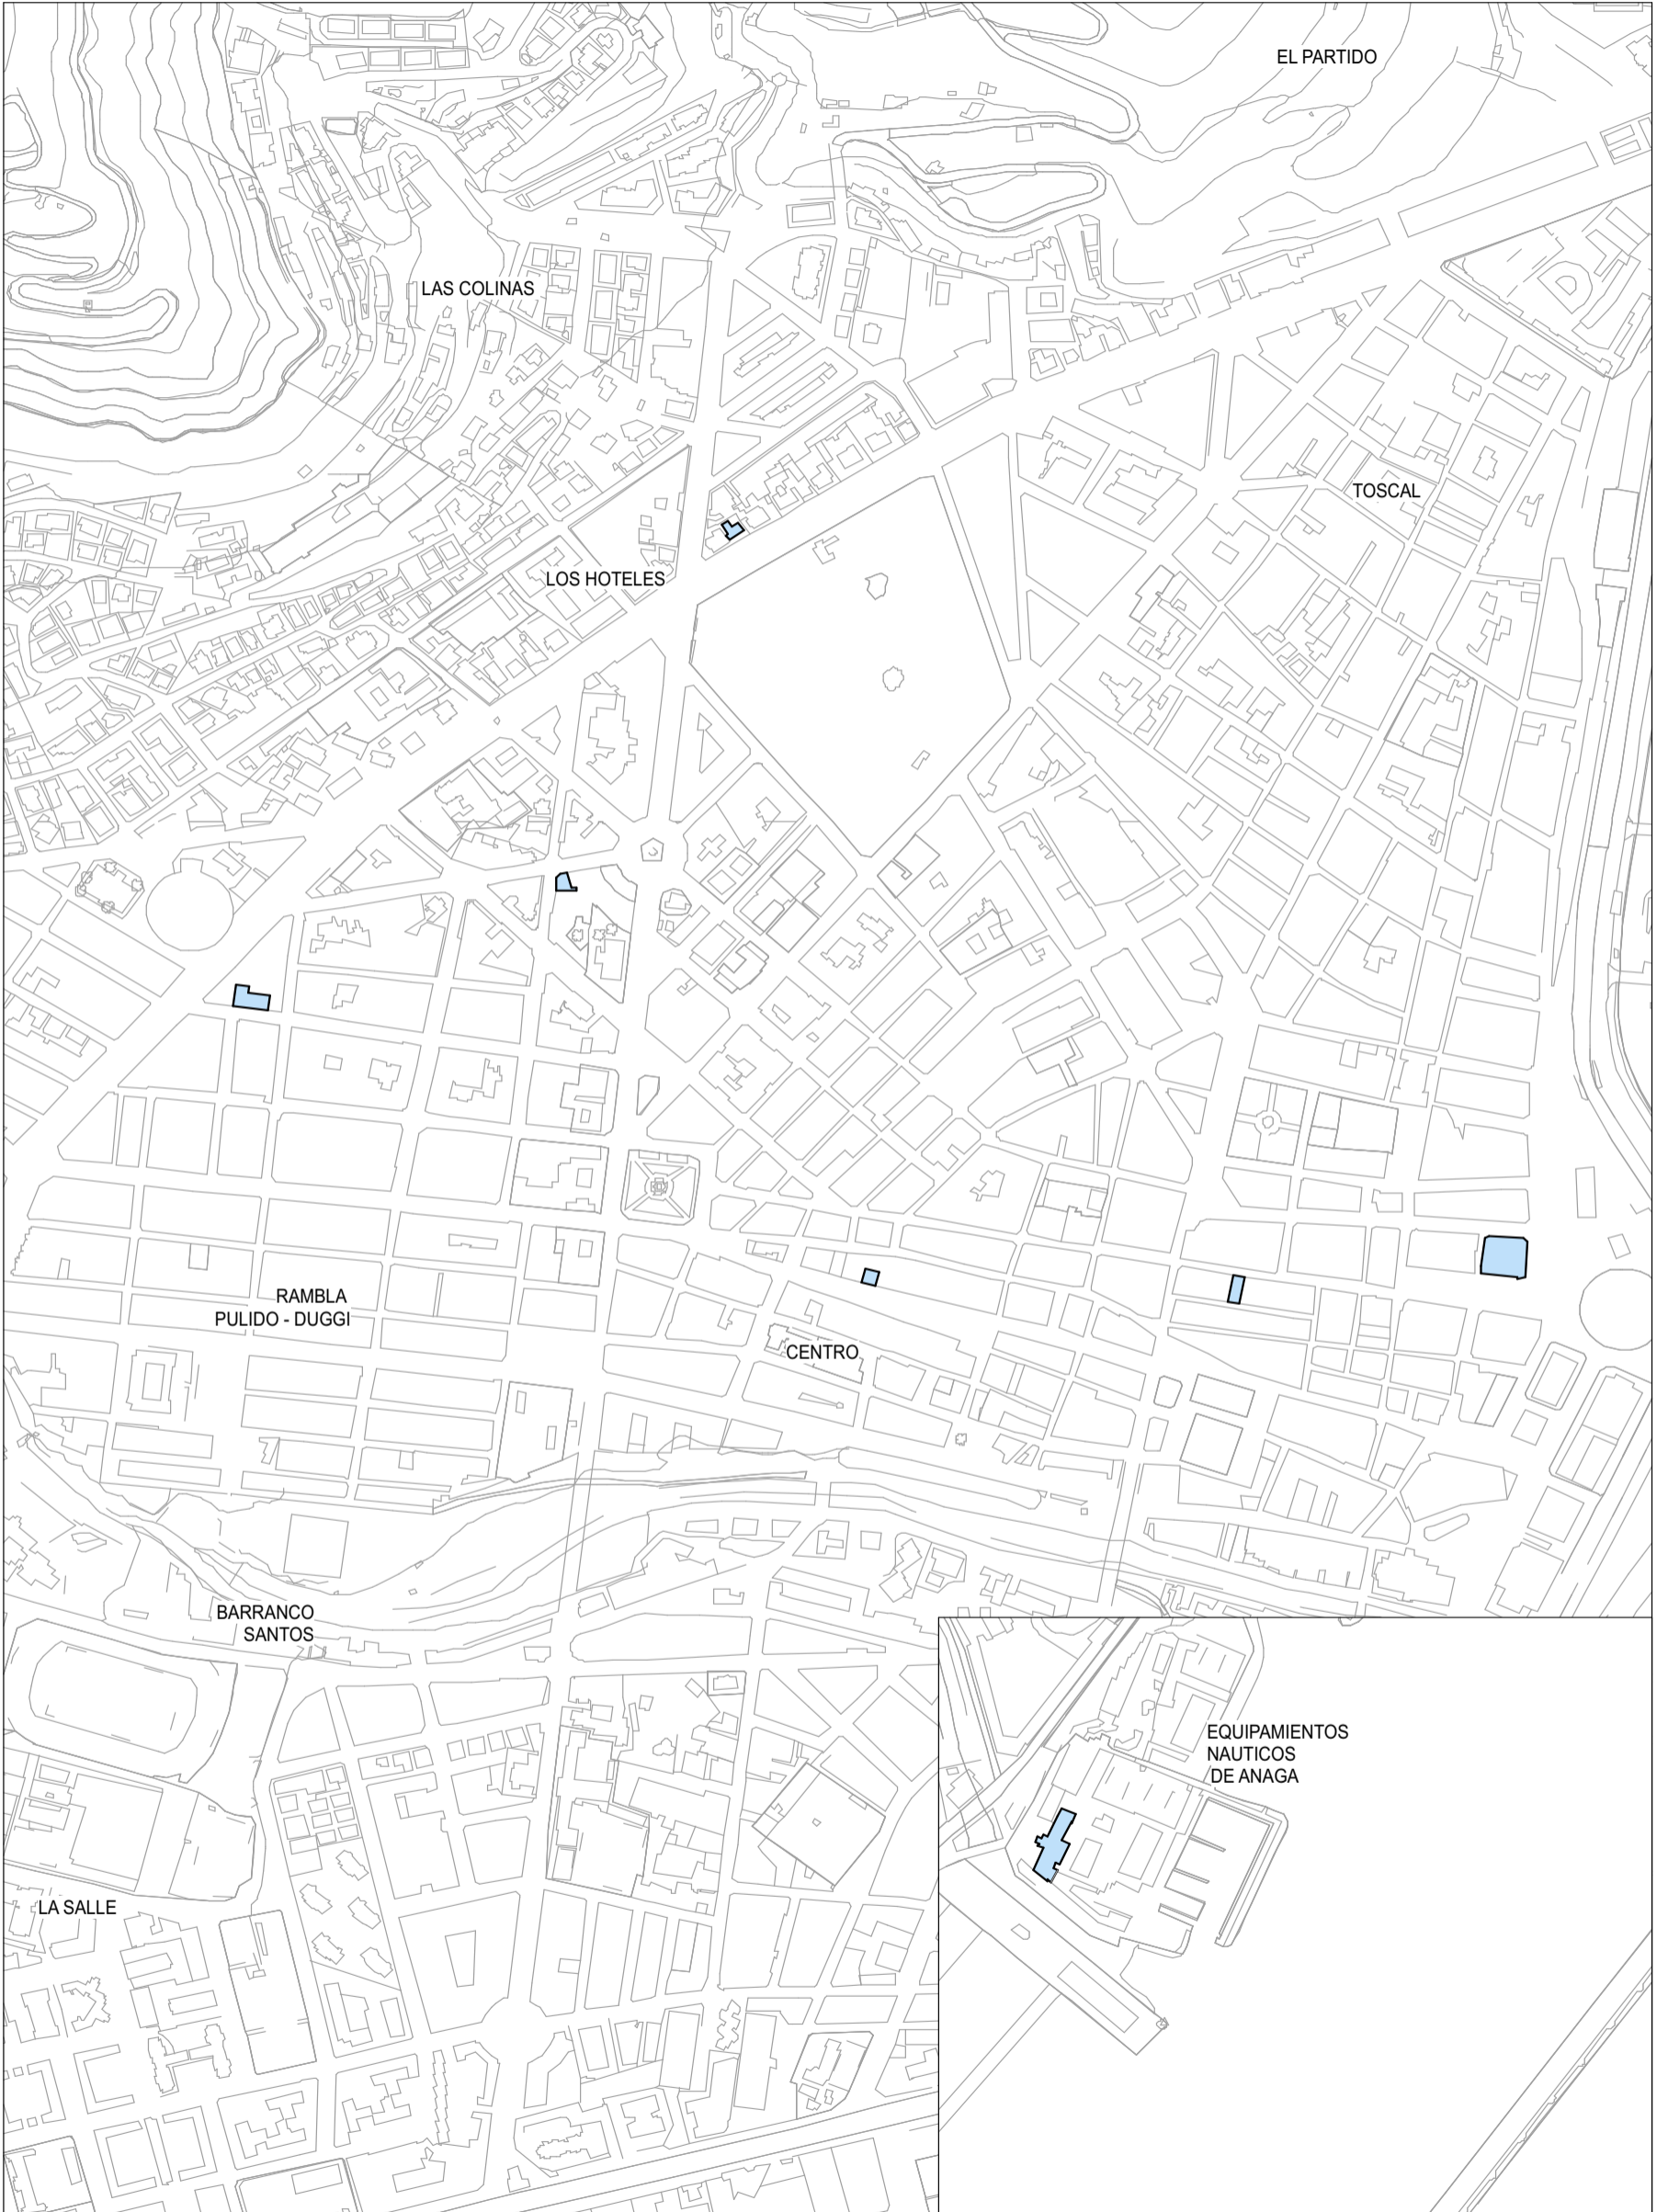 EL PARTIDO
LAS COLINAS
TOSCAL
LOS HOTELES
RAMBLA
PULIDO - DUGGI
CENTRO
BARRANCO
SANTOS
EQUIPAMIENTOS
NAUTICOS
DE ANAGA
LA SALLE